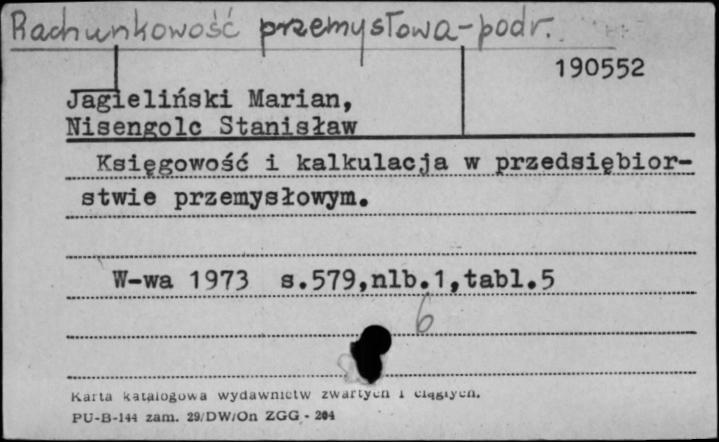 Rachunkowość przemysłowa - podr.
190552
Jagieliński Marian,
Nisengolc Stanisław
Księgowość i kalkulacja w przedsiębior-
stwie przemysłowym.
W-wa 1973 s.579,nlb.1,tabl.5
6
Karta katalogowa wydawnictw zwartych i ciągłych.
PU-B-144 zam. 29/DW/On ZGG - 204